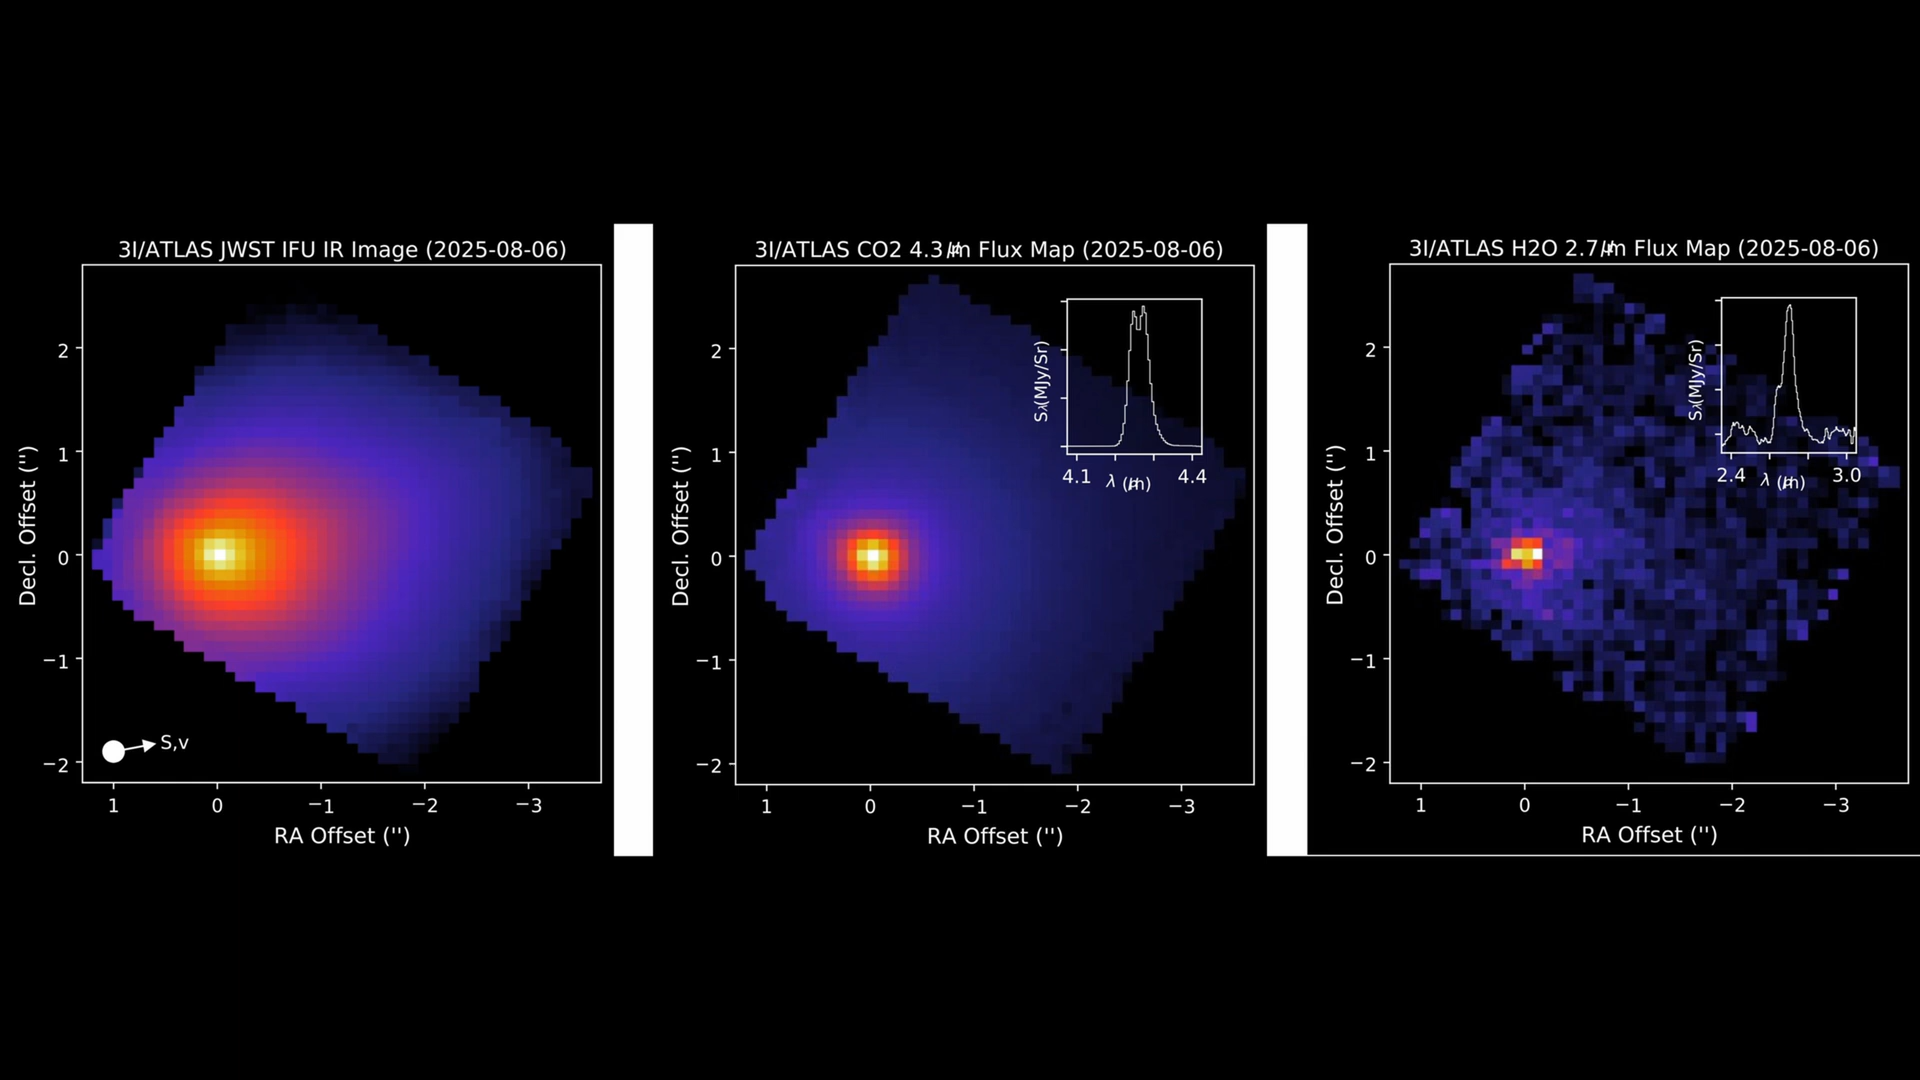 3I/ATLAS JWST IFU IR Image (2025-08-06)
Decl. Offset ('')
2
1
0
−1
−2
S,v
1
0
−1
−2
−3
RA Offset ('')
3I/ATLAS CO2 4.3μm Flux Map (2025-08-06)
Decl. Offset ('')
2
1
0
−1
−2
Sλ(MJy/Sr)
4.1
4.4
λ (μm)
1
0
−1
−2
−3
RA Offset ('')
3I/ATLAS H2O 2.7μm Flux Map (2025-08-06)
Decl. Offset ('')
2
1
0
−1
−2
Sλ(MJy/Sr)
2.4
3.0
λ (μm)
1
0
−1
−2
−3
RA Offset ('')